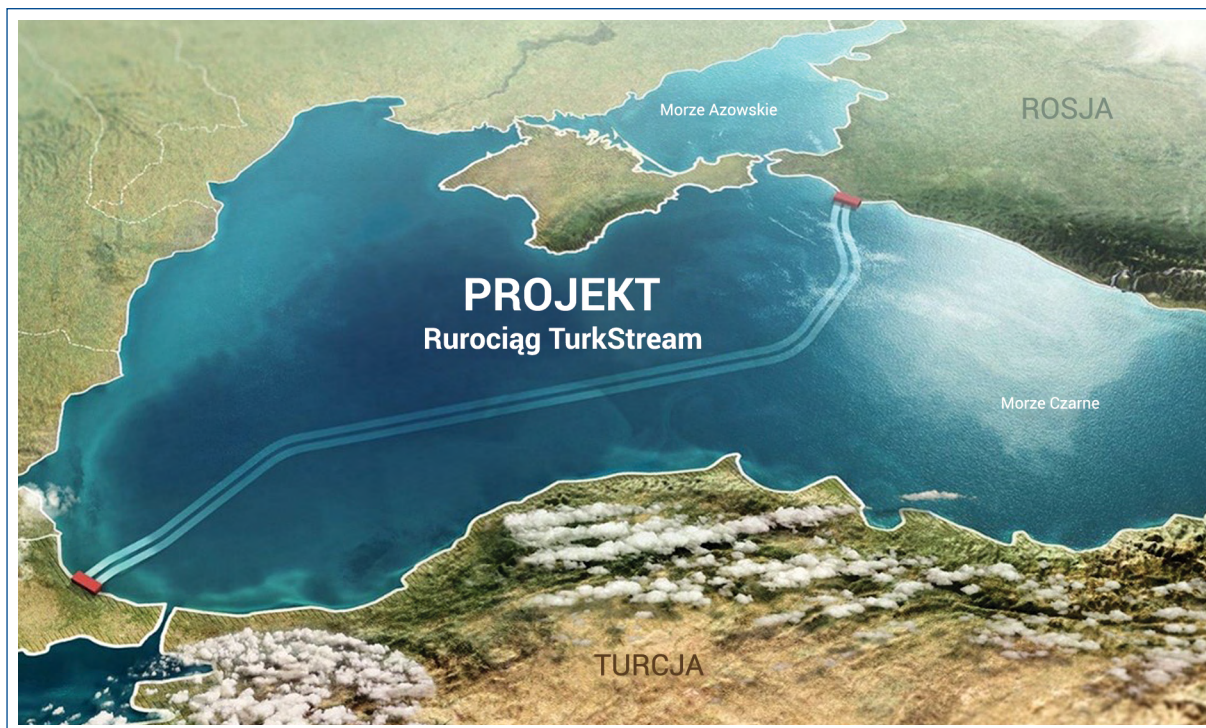 Morze Azowskie
ROSJA
PROJEKT
Rurociąg TurkStream
Morze Czarne
TURCJA